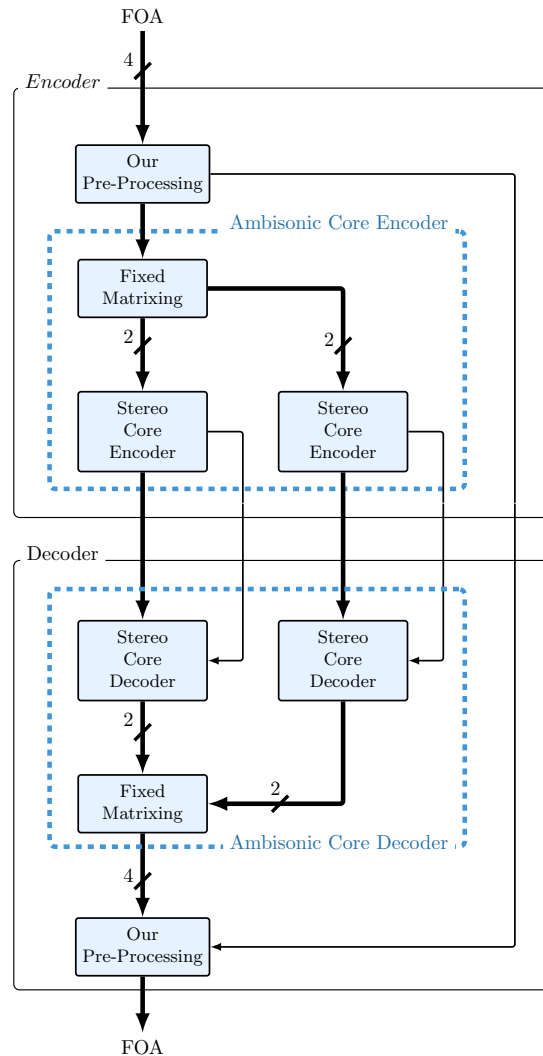 FOA
4
Encoder
Our
Pre-Processing
Ambisonic Core Encoder
Fixed
Matrixing
2
2
Stereo
Core
Encoder
Stereo
Core
Encoder
Decoder
Stereo
Core
Decoder
Stereo
Core
Decoder
2
2
Fixed
Matrixing
Ambisonic Core Decoder
4
Our
Pre-Processing
FOA